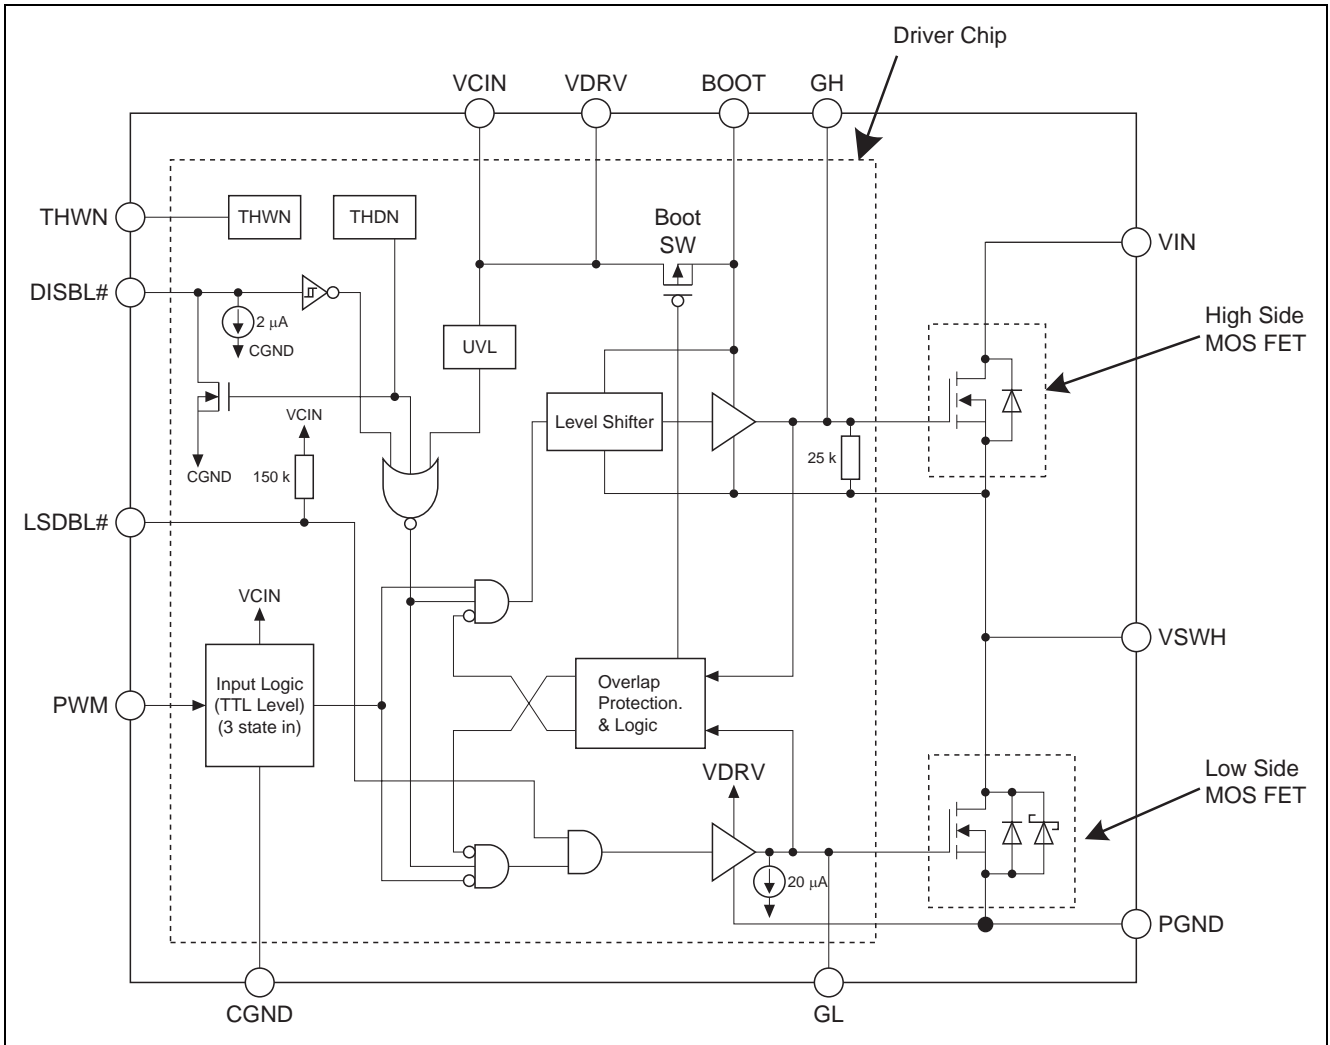 Driver Chip
VCIN
VDRV
BOOT
GH
THWN
THWN
THDN
Boot
SW
VIN
DISBL#
2 μA
CGND
UVL
High Side
MOS FET
VCIN
Level Shifter
CGND
150 k
25 k
LSDBL#
VCIN
VSWH
PWM
Input Logic
(TTL Level)
(3 state in)
Overlap
Protection.
& Logic
VDRV
Low Side
MOS FET
20 μA
PGND
CGND
GL